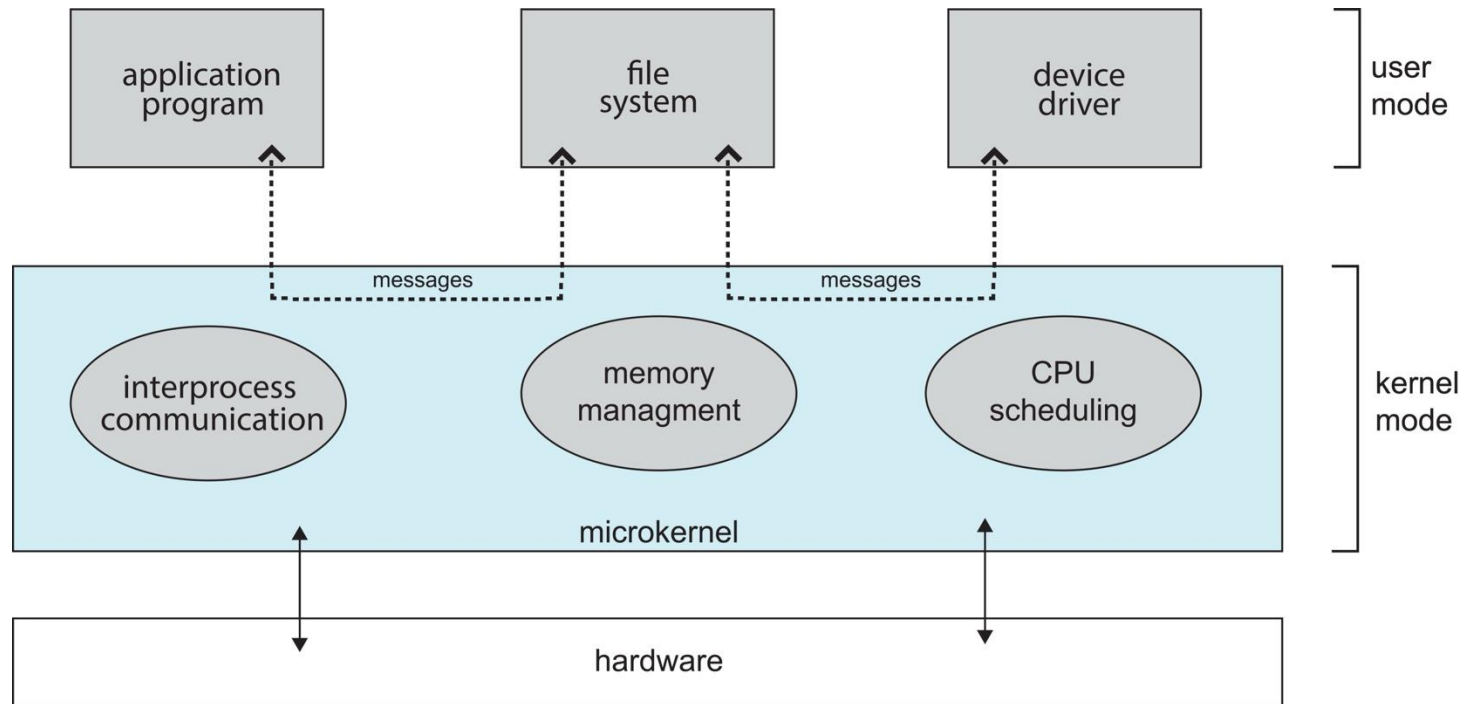 application
program
file
system
device
driver
user
mode
messages
messages
interprocess
communication
memory
managment
CPU
scheduling
kernel
mode
microkernel
hardware